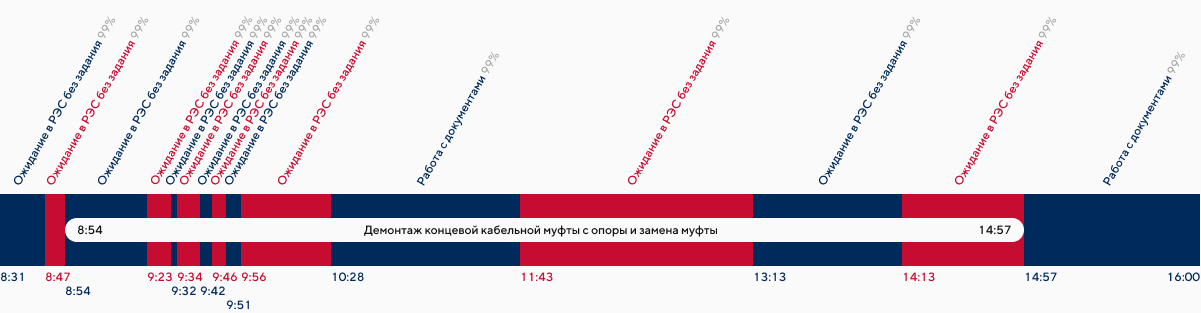 Ожидание в РЭС без задания 99%
Ожидание в РЭС без задания 99%
Ожидание в РЭС без задания 99%
Ожидание в РЭС без задания 99%
Ожидание в РЭС без задания 99%
Ожидание в РЭС без задания 99%
Ожидание в РЭС без задания 99%
Ожидание в РЭС без задания 99%
Ожидание в РЭС без задания 99%
Ожидание в РЭС без задания 99%
Работа с документами 99%
Ожидание в РЭС без задания 99%
Ожидание в РЭС без задания 99%
Ожидание в РЭС без задания 99%
Работа с документами 99%
8:54 Демонтаж концевой кабельной муфты с опоры и замена муфты 14:57
8:31 8:47 9:23 9:34 9:46 9:56 10:28 11:43 13:13 14:13 14:57 16:00
8:54 9:32 9:42
9:51